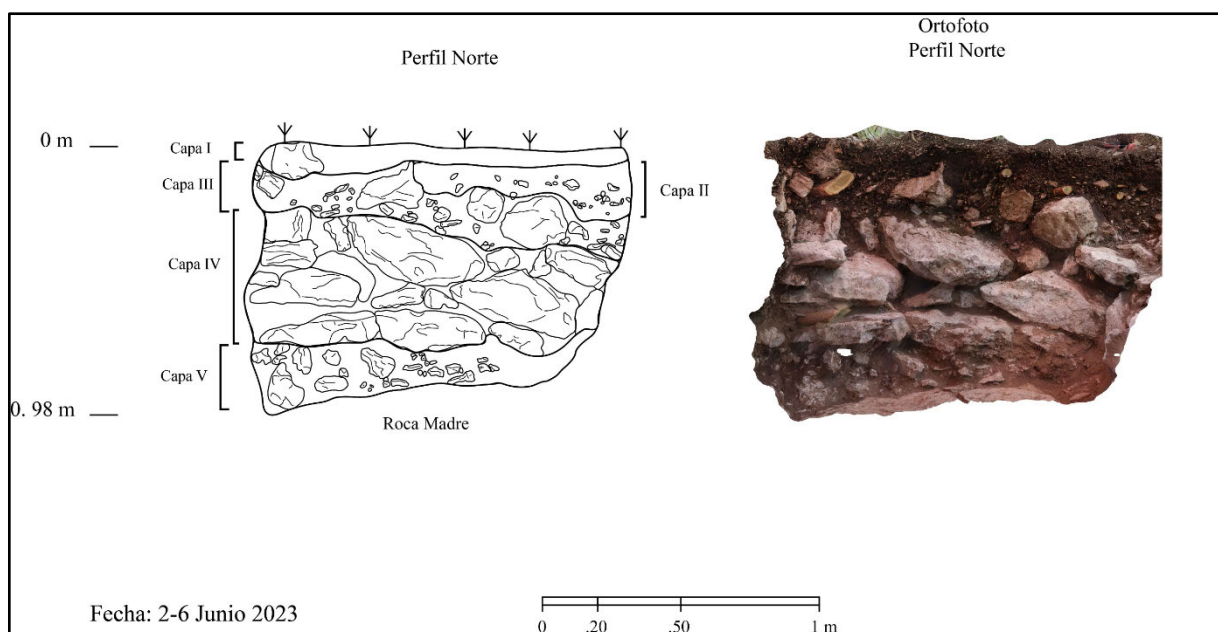 Ortofoto
Perfil Norte
Perfil Norte
0 m
Capa I
Capa III
Capa II
Capa IV
Capa V
0. 98 m
Roca Madre
Fecha: 2-6 Junio 2023
0 .20 .50 1 m